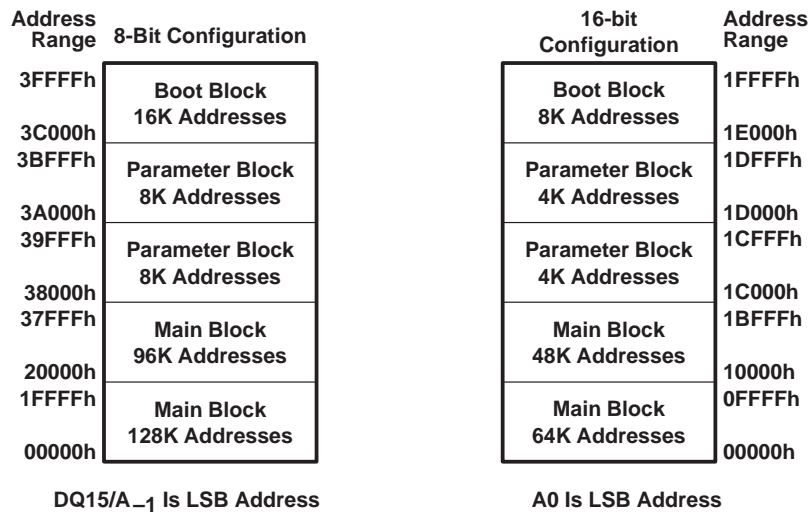 Address
Range
8-Bit Configuration
3FFFFh
Boot Block
16K Addresses
3C000h
3BFFFh
Parameter Block
8K Addresses
3A000h
39FFFh
Parameter Block
8K Addresses
38000h
37FFFh
Main Block
96K Addresses
20000h
1FFFFh
Main Block
128K Addresses
00000h
DQ15/A–1 Is LSB Address
16-bit
Configuration
Address
Range
Boot Block
8K Addresses
1FFFFh
1E000h
Parameter Block
4K Addresses
1DFFFh
1D000h
Parameter Block
4K Addresses
1CFFFh
1C000h
Main Block
48K Addresses
1BFFFh
10000h
Main Block
64K Addresses
0FFFFh
00000h
A0 Is LSB Address